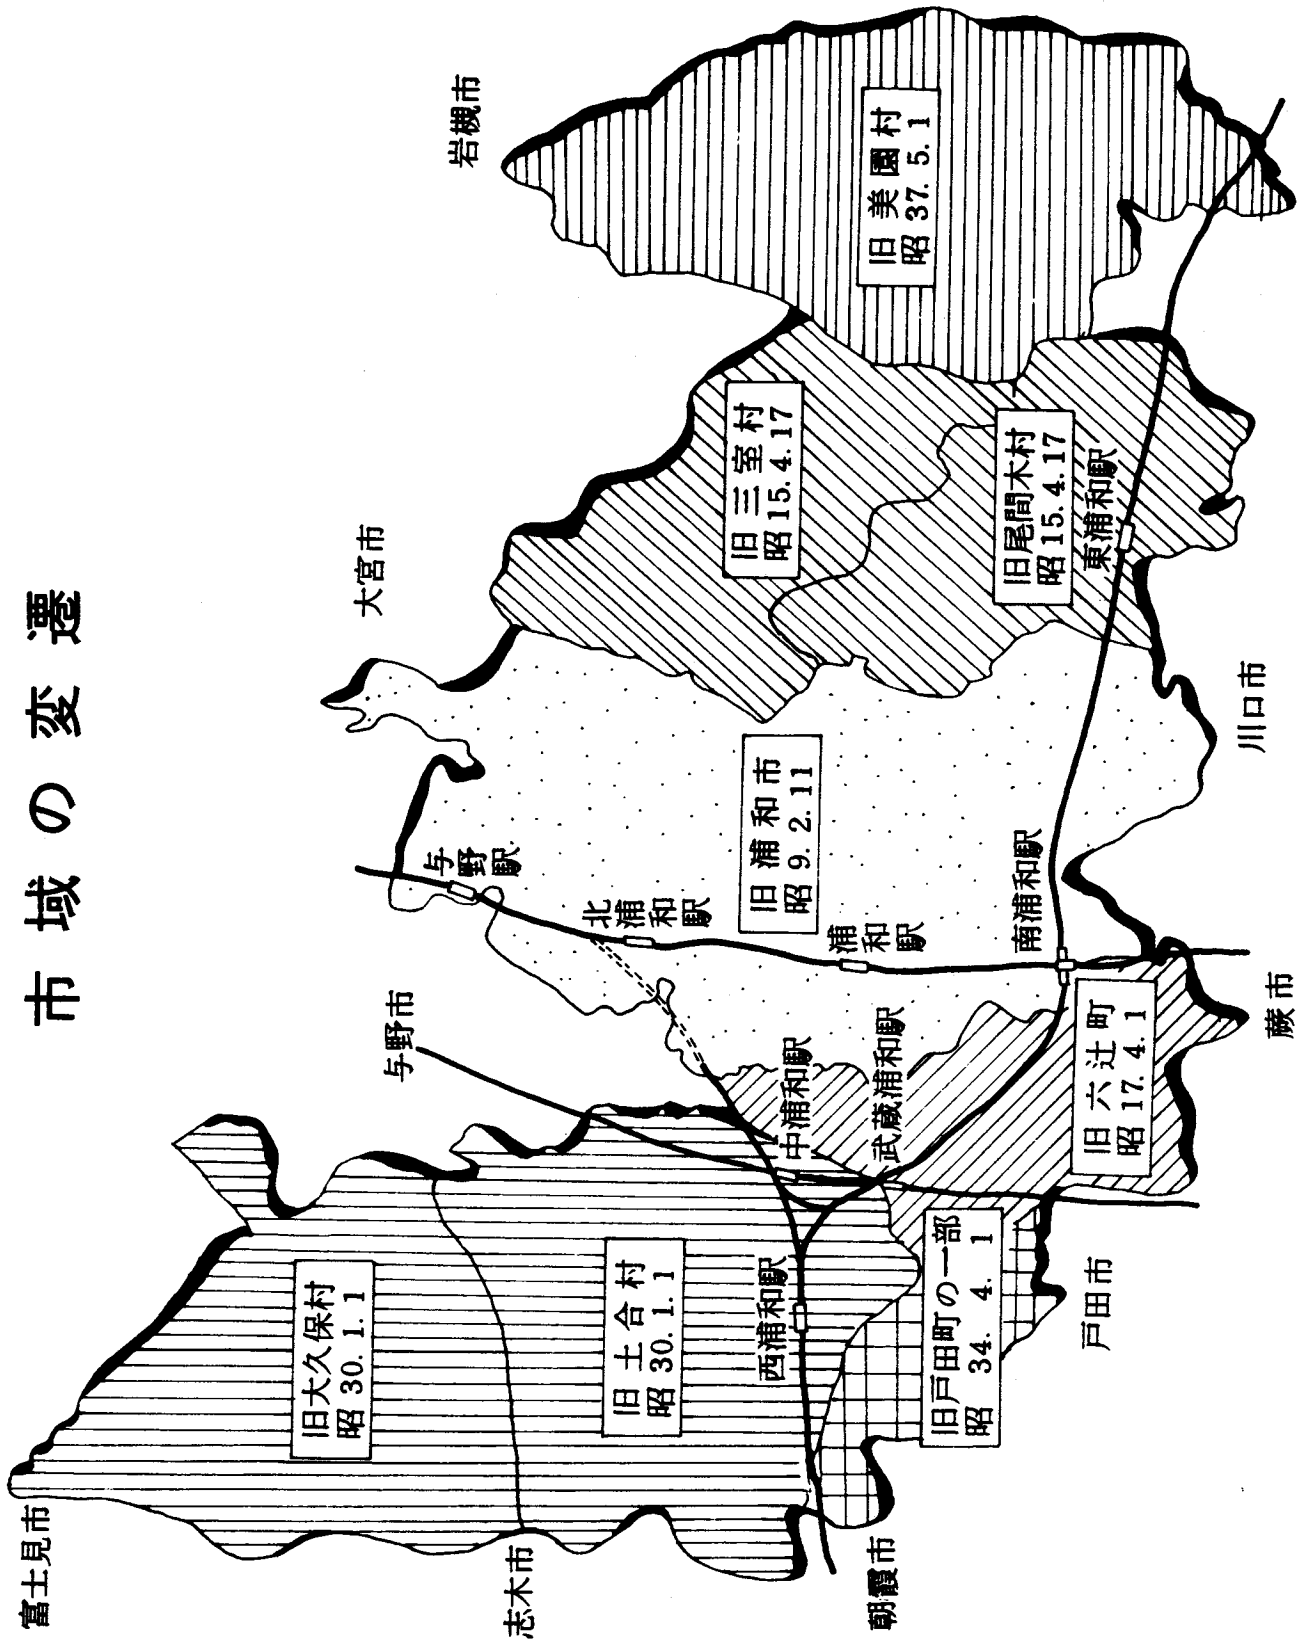 市域の変遷
富士見市
志木市
朝霞市
与野市
大宮市
岩槻市
戸田市
蕨市
川口市
旧大久保村
昭30.1.1
旧土合村
昭30.1.1
西浦和駅
旧戸田町の一部
昭34.4.1
中浦和駅
武蔵浦和駅
旧六辻町
昭17.4.1
与野駅
北浦和駅
浦和駅
南浦和駅
旧浦和市
昭9.2.11
旧三室村
昭15.4.17
旧尾間木村
昭15.4.17
東浦和駅
旧美園村
昭37.5.1